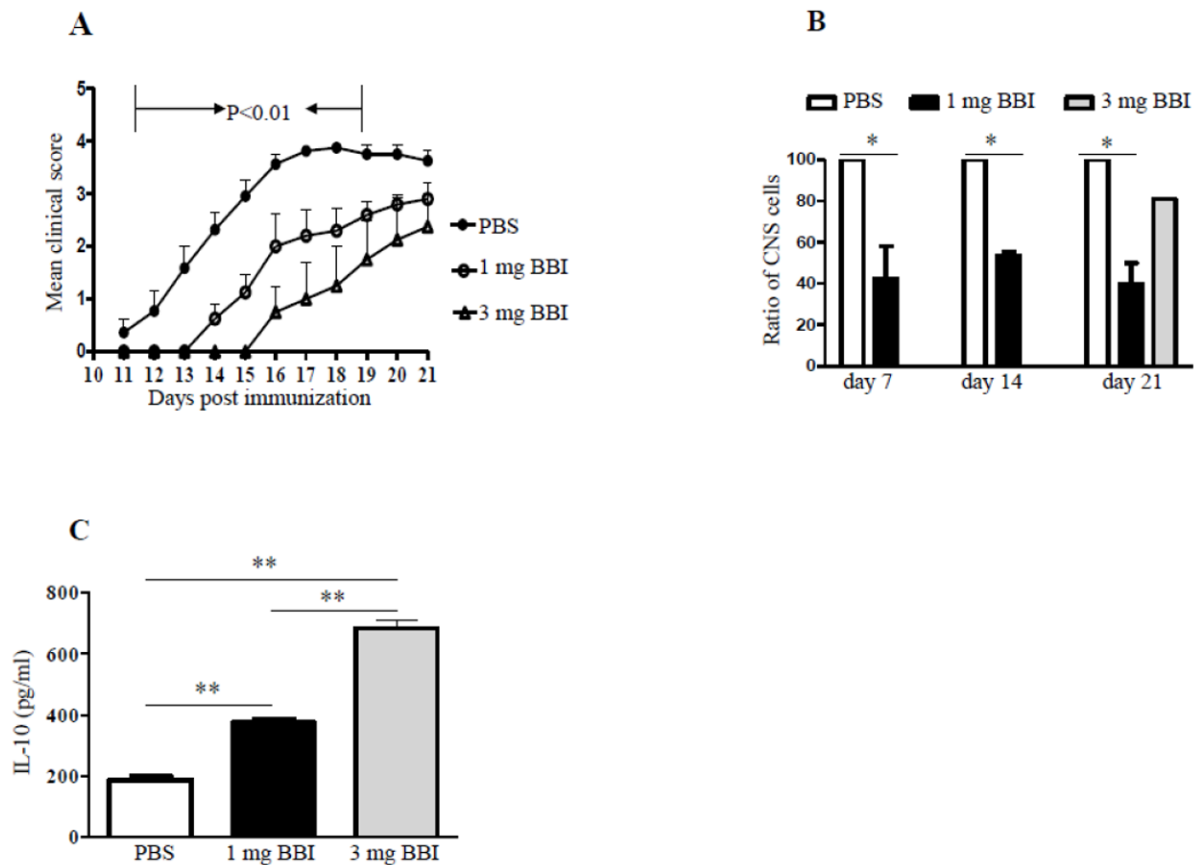 A
Mean clinical score
5
4
3
2
1
0
P<0.01
PBS
1 mg BBI
3 mg BBI
10 11 12 13 14 15 16 17 18 19 20 21
Days post immunization
B
PBS 1 mg BBI 3 mg BBI
* * *
Ratio of CNS cells
100
80
60
40
20
0
day 7 day 14 day 21
C
**
**
**
IL-10 (pg/ml)
800
600
400
200
0
PBS 1 mg BBI 3 mg BBI